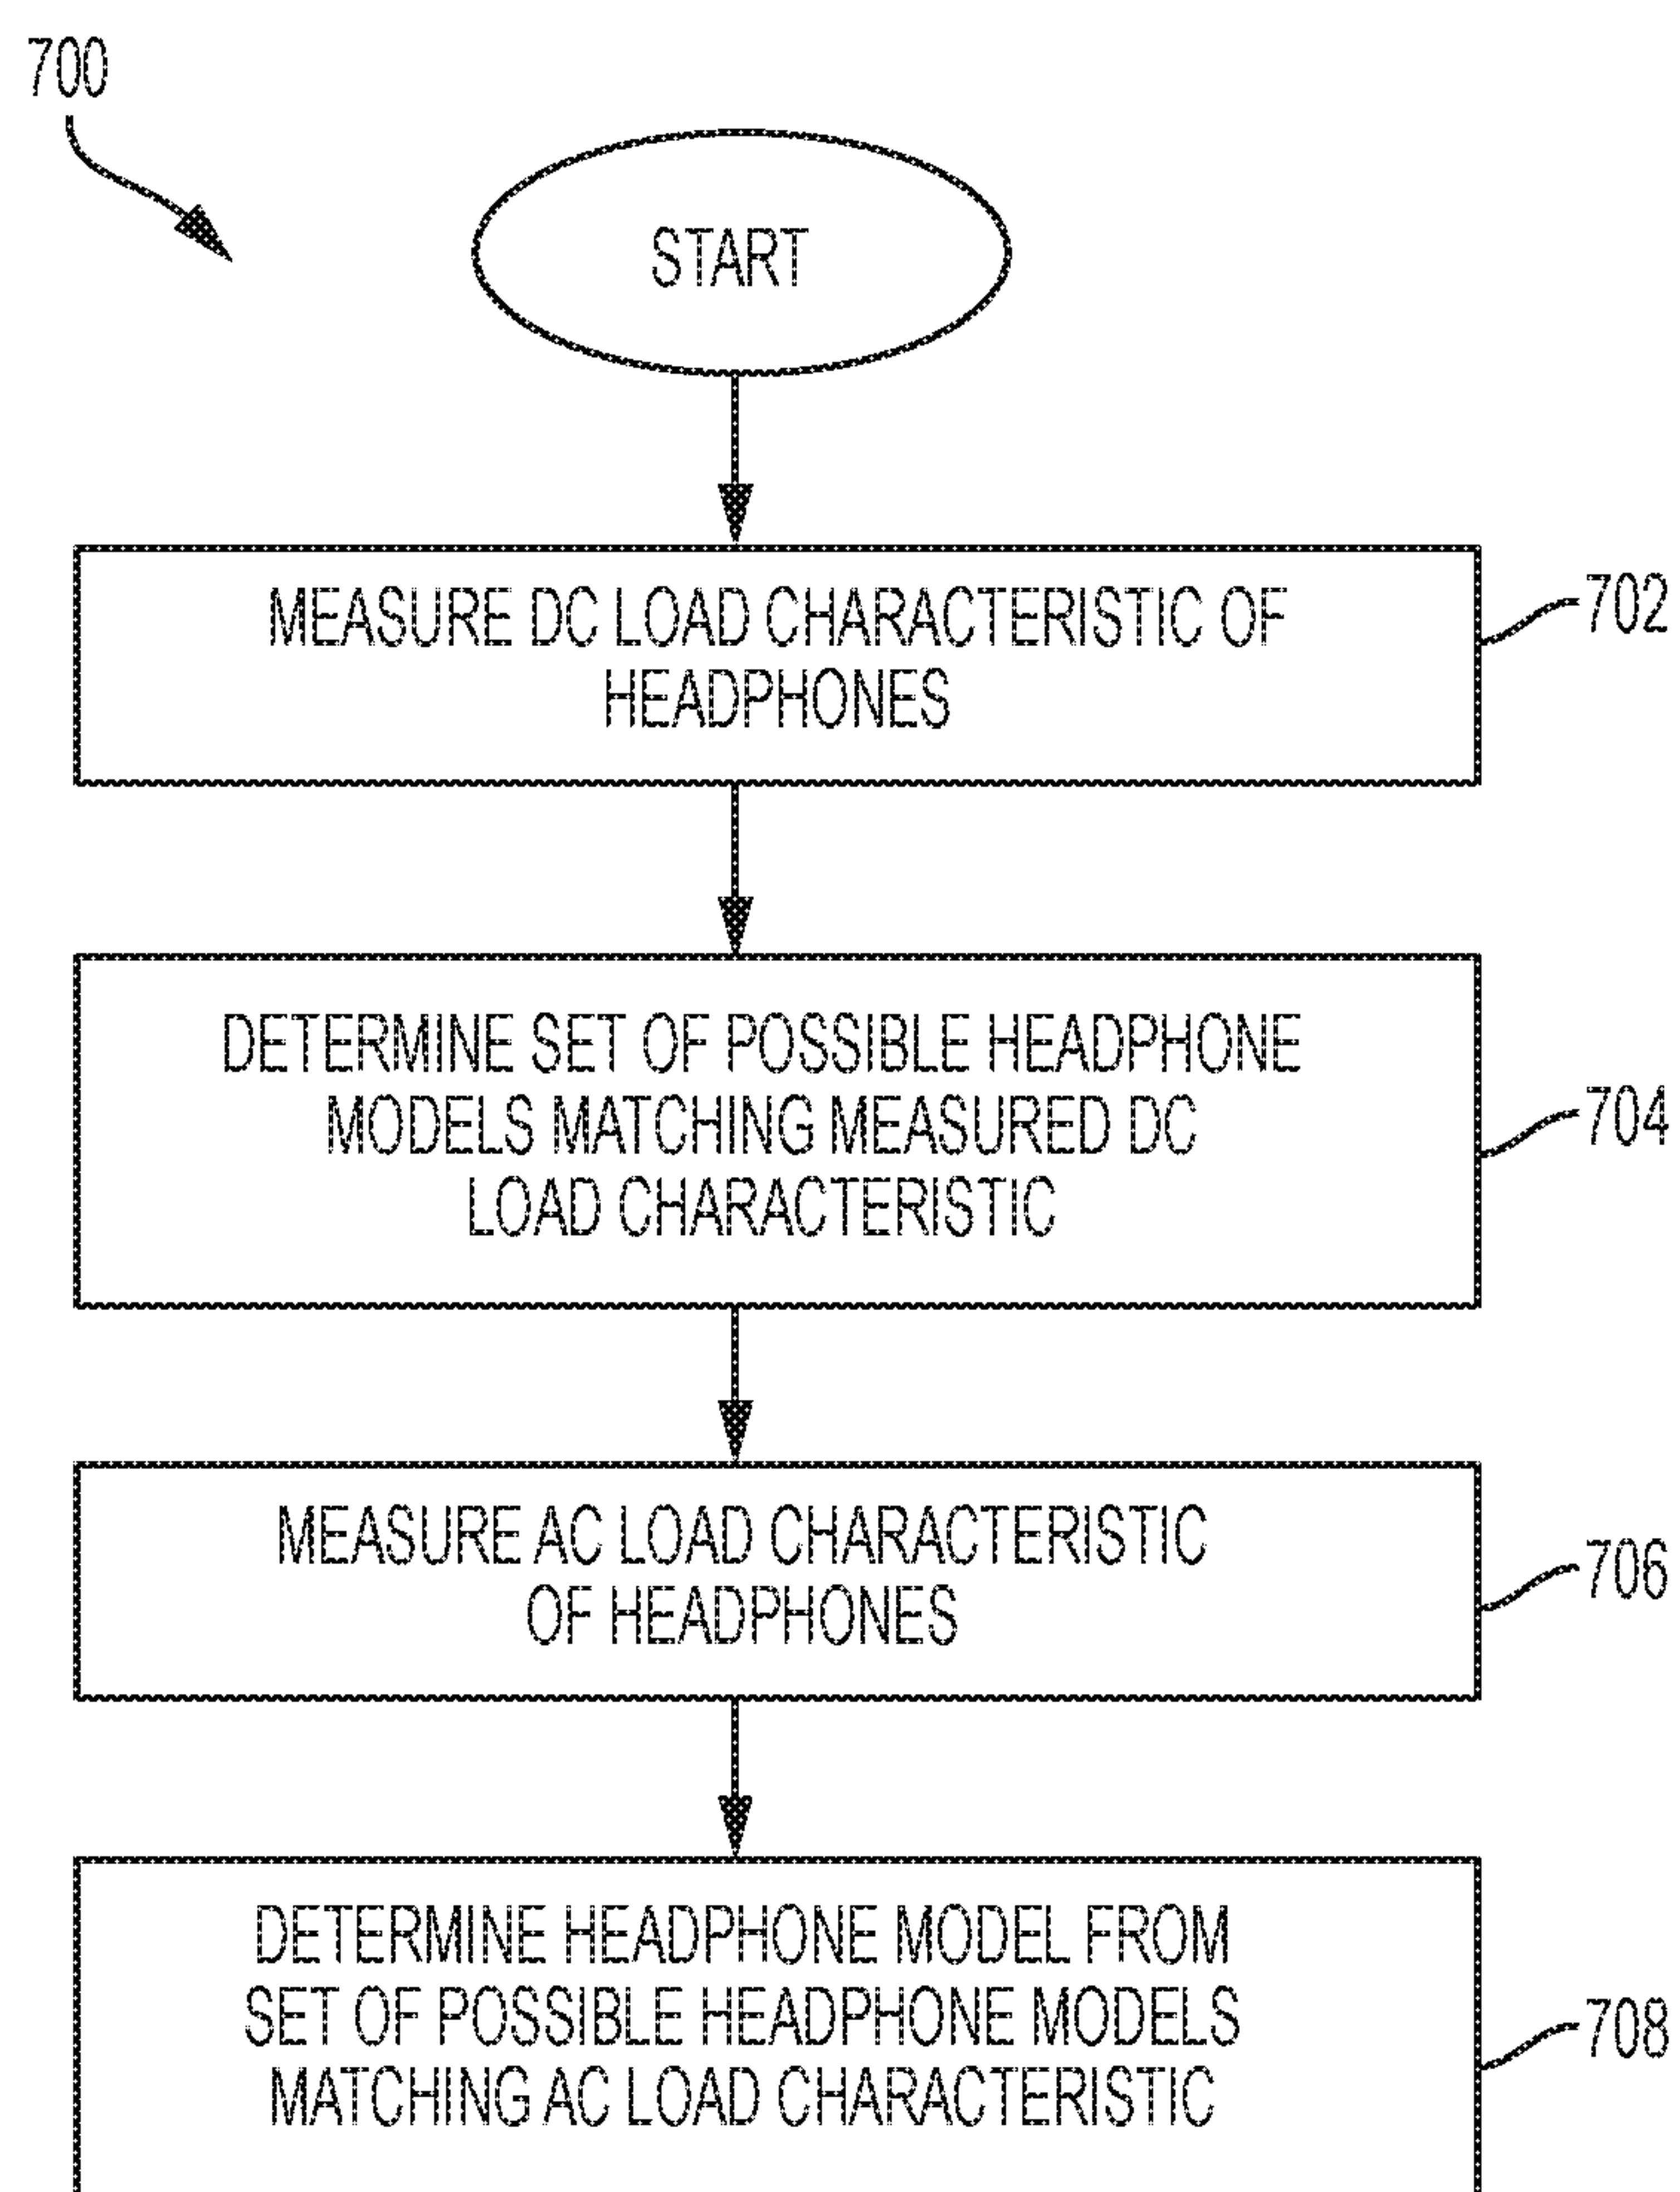 700
START
MEASURE DC LOAD CHARACTERISTIC OF
HEADPHONES
702
DETERMINE SET OF POSSIBLE HEADPHONE
MODELS MATCHING MEASURED DC
LOAD CHARACTERISTIC
704
MEASURE AC LOAD CHARACTERISTIC
OF HEADPHONES
706
DETERMINE HEADPHONE MODEL FROM
SET OF POSSIBLE HEADPHONE MODELS
MATCHING AC LOAD CHARACTERISTIC
708